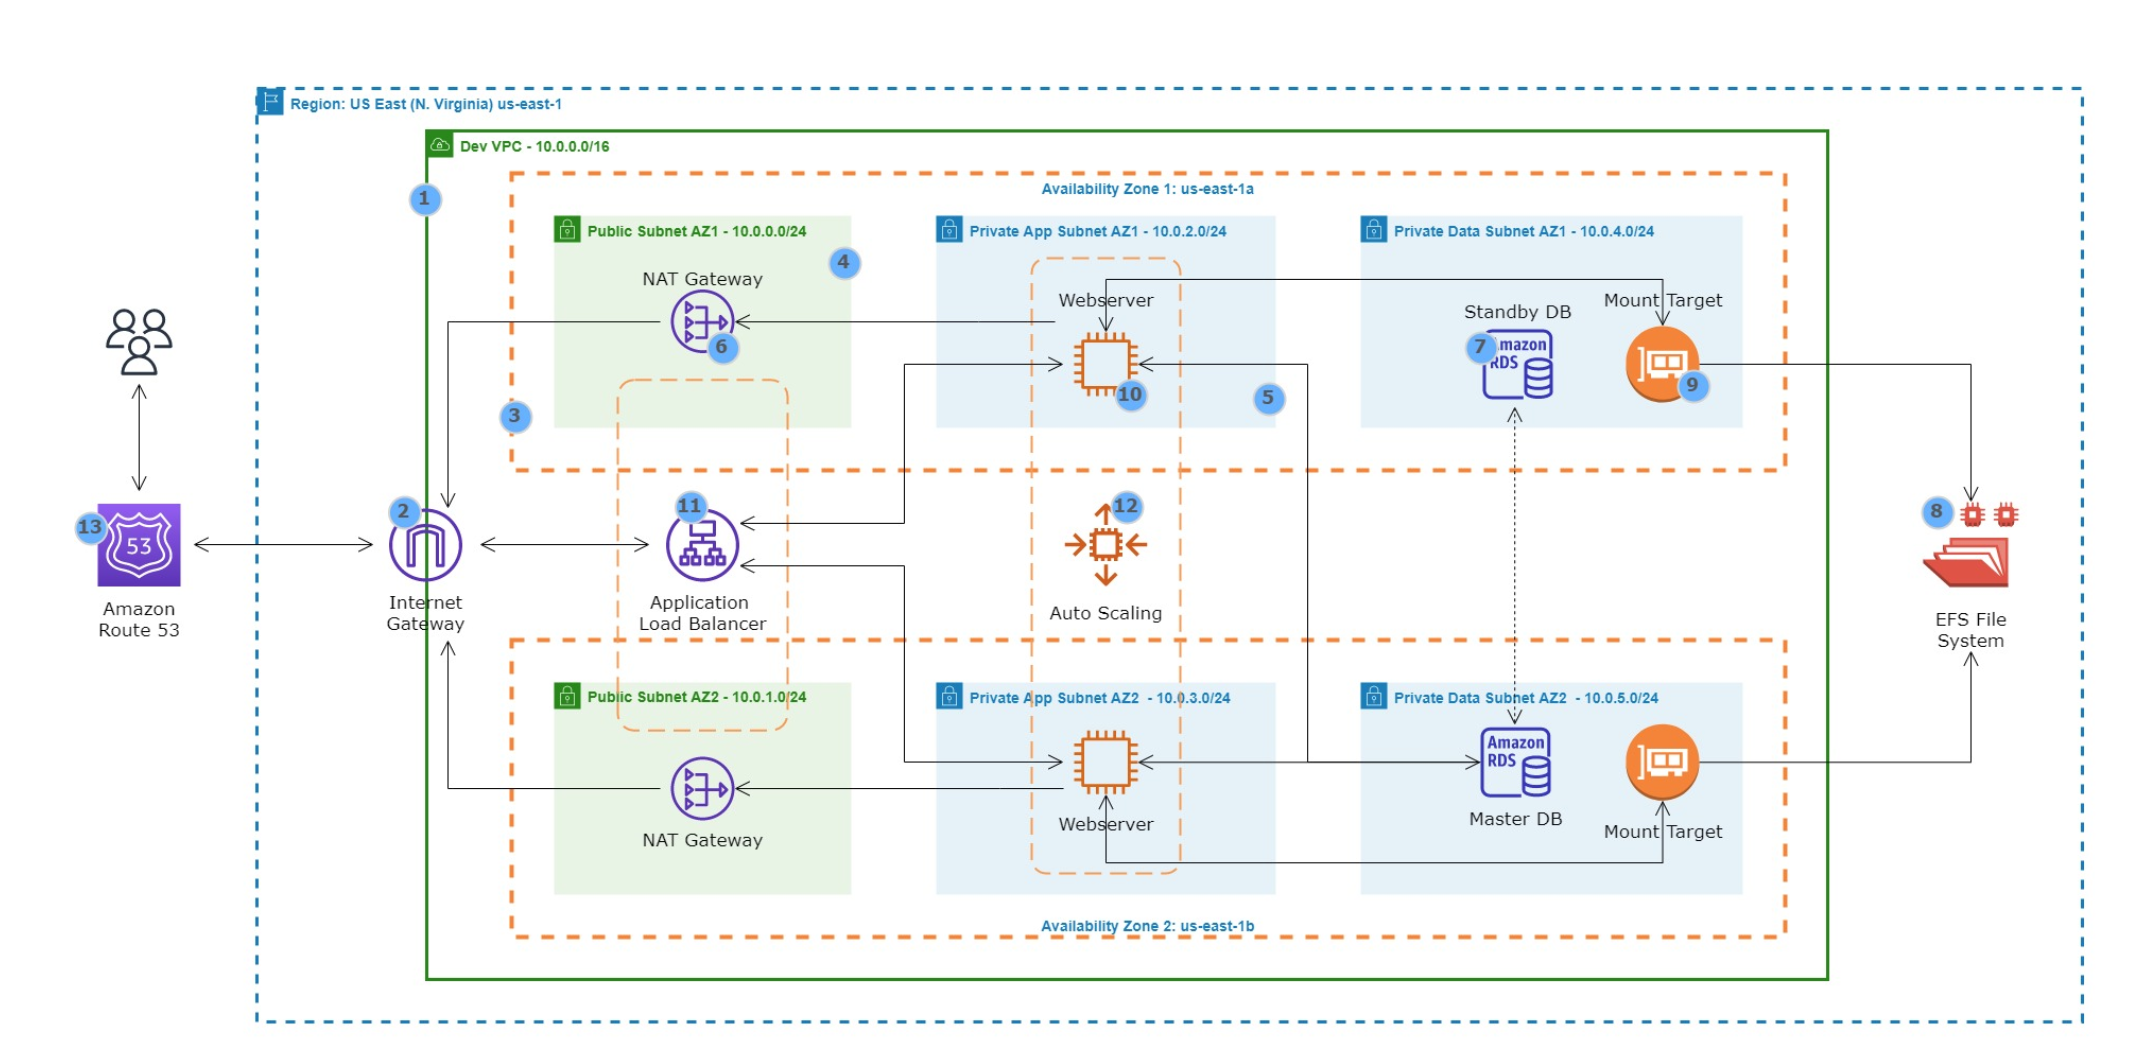 Region: US East (N. Virginia) us-east-1
Dev VPC - 10.0.0.0/16
1
Availability Zone 1: us-east-1a
Public Subnet AZ1 - 10.0.0.0/24
4
NAT Gateway
6
3
Private App Subnet AZ1 - 10.0.2.0/24
Webserver
10
5
Private Data Subnet AZ1 - 10.0.4.0/24
Standby DB
7
mazon
RDS
Mount Target
9
13
53
Amazon
Route 53
2
Internet
Gateway
11
Application
Load Balancer
12
Auto Scaling
8
EFS File
System
Public Subnet AZ2 - 10.0.1.0/24
NAT Gateway
Private App Subnet AZ2 - 10.0.3.0/24
Webserver
Private Data Subnet AZ2 - 10.0.5.0/24
Amazon
RDS
Master DB
Mount Target
Availability Zone 2: us-east-1b